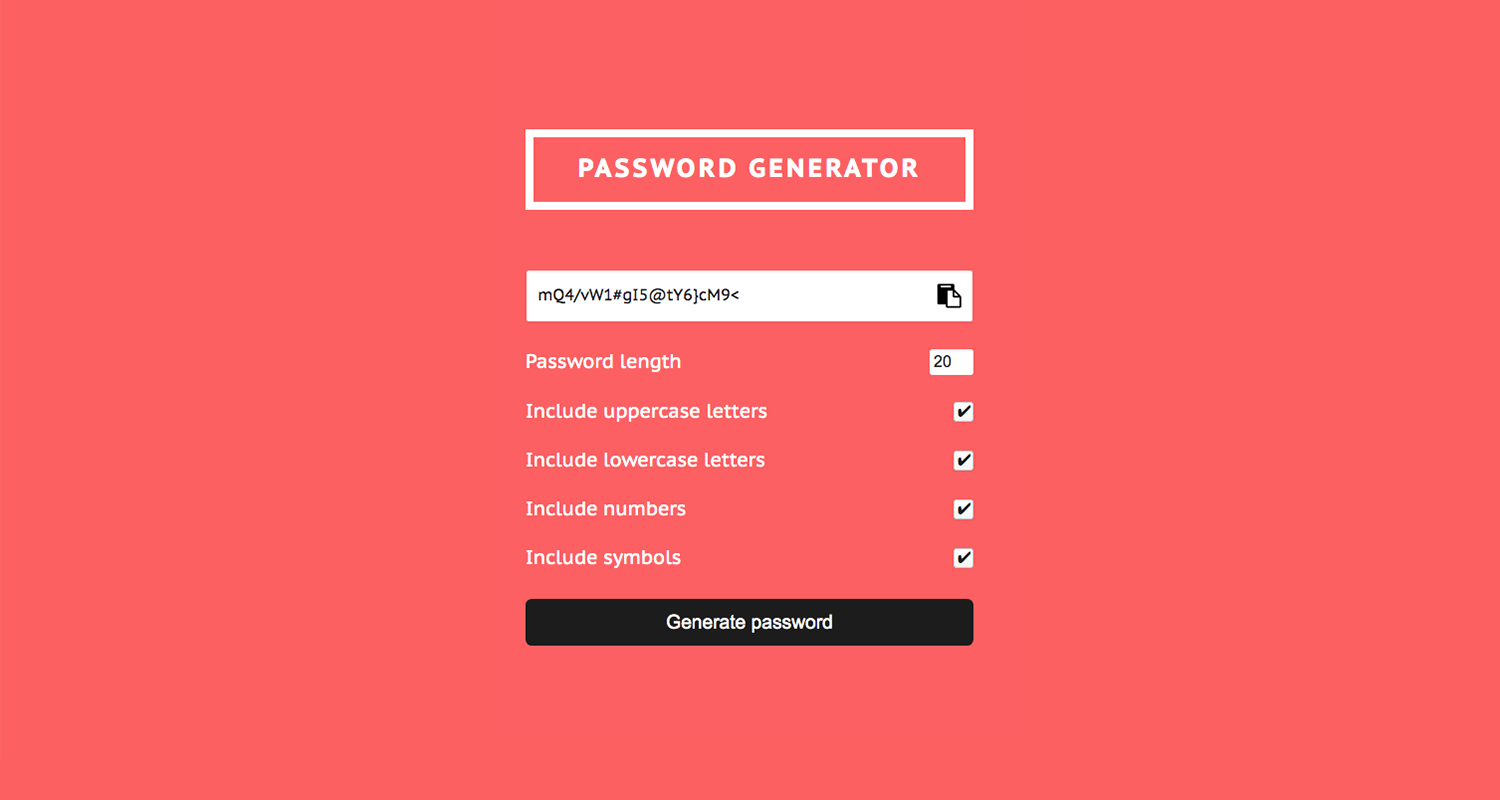 PASSWORD GENERATOR
mQ4/vW1#gI5@tY6}cM9<
Password length 20
Include uppercase letters
Include lowercase letters
Include numbers
Include symbols
Generate password